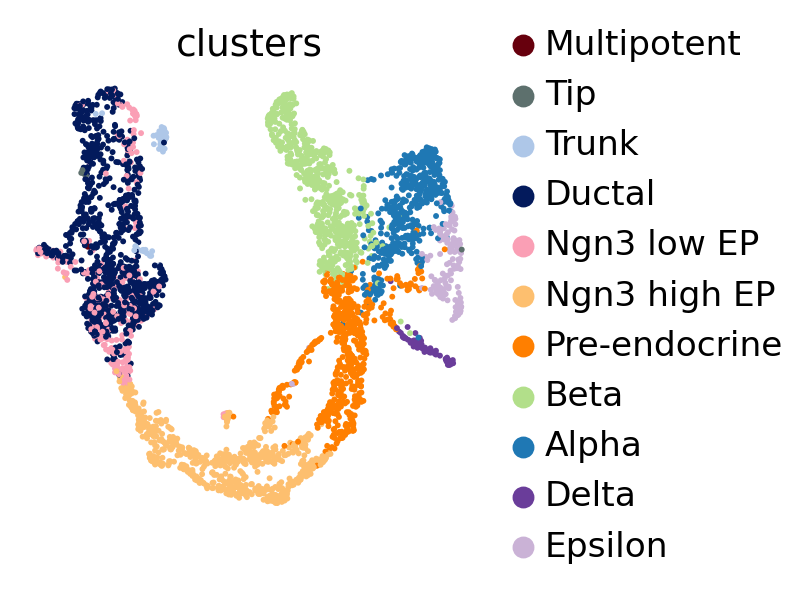 clusters
Multipotent
Tip
Trunk
Ductal
Ngn3 low EP
Ngn3 high EP
Pre-endocrine
Beta
Alpha
Delta
Epsilon